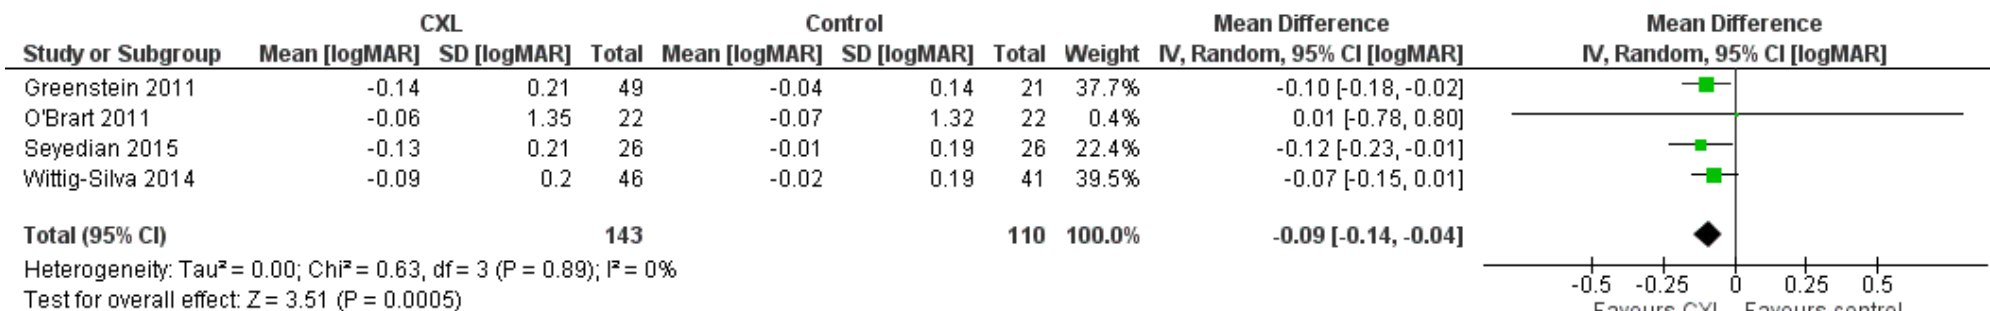 CXL Control Mean Difference Mean Difference
Study or Subgroup Mean [logMAR] SD [logMAR] Total Mean [logMAR] SD [logMAR] Total Weight IV, Random, 95% CI [logMAR] IV, Random, 95% CI [logMAR]
Greenstein 2011 -0.14 0.21 49 -0.04 0.14 21 37.7% -0.10 [-0.18, -0.02]
O'Brart 2011 -0.06 1.35 22 -0.07 1.32 22 0.4% 0.01 [-0.78, 0.80]
Seyedian 2015 -0.13 0.21 26 -0.01 0.19 26 22.4% -0.12 [-0.23, -0.01]
Wittig-Silva 2014 -0.09 0.2 46 -0.02 0.19 41 39.5% -0.07 [-0.15, 0.01]
Total (95% CI) 143 110 100.0% -0.09 [-0.14, -0.04]
Heterogeneity: Tau² = 0.00; Chi² = 0.63, df = 3 (P = 0.89); I² = 0%
Test for overall effect: Z = 3.51 (P = 0.0005)
-0.5 -0.25 0 0.25 0.5
Favours CXL Favours control